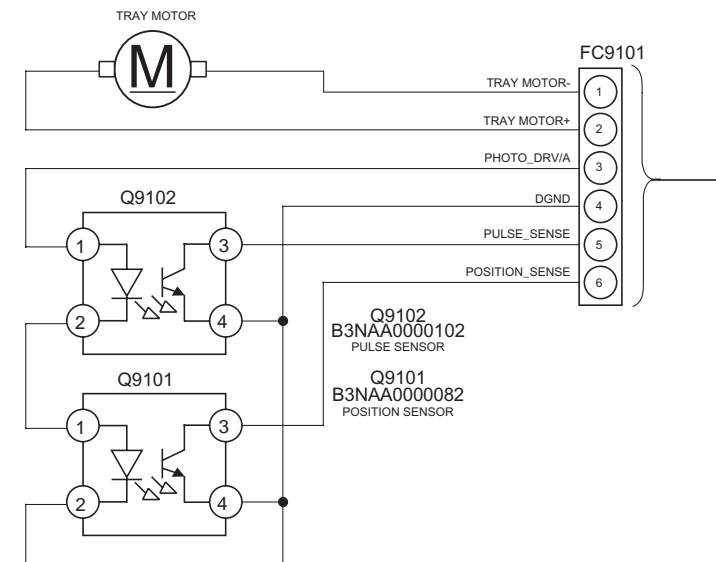 TRAY MOTOR
M
FC9101
TRAY MOTOR-
1
TRAY MOTOR+
2
PHOTO_DRV/A
3
DGND
4
PULSE_SENSE
5
POSITION_SENSE
6
Q9102
1
3
2
4
Q9102
B3NAA0000102
PULSE SENSOR
Q9101
B3NAA0000082
POSITION SENSOR
Q9101
1
3
2
4